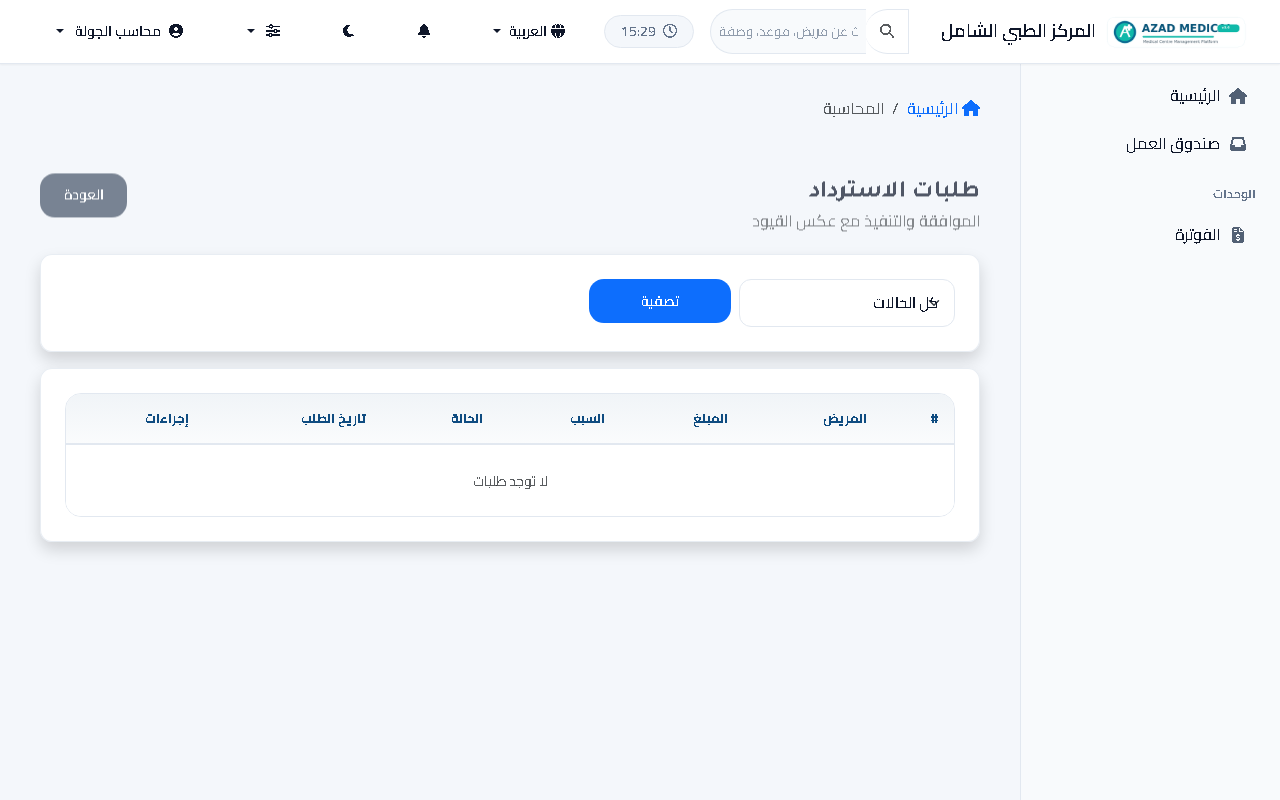 AZAD MEDIC
Medical Centre Management Platform
المركز الطبي الشامل
ث عن مريض، موعد، وصفة
15:29
العربية
محاسب الجولة
الرئيسية
صندوق العمل
الوحدات
الفوترة
الرئيسية / المحاسبة
طلبات الاسترداد
الموافقة والتنفيذ مع عكس القيود
العودة
كل الحالات
تصفية
# المريض المبلغ السبب الحالة تاريخ الطلب إجراءات
لا توجد طلبات